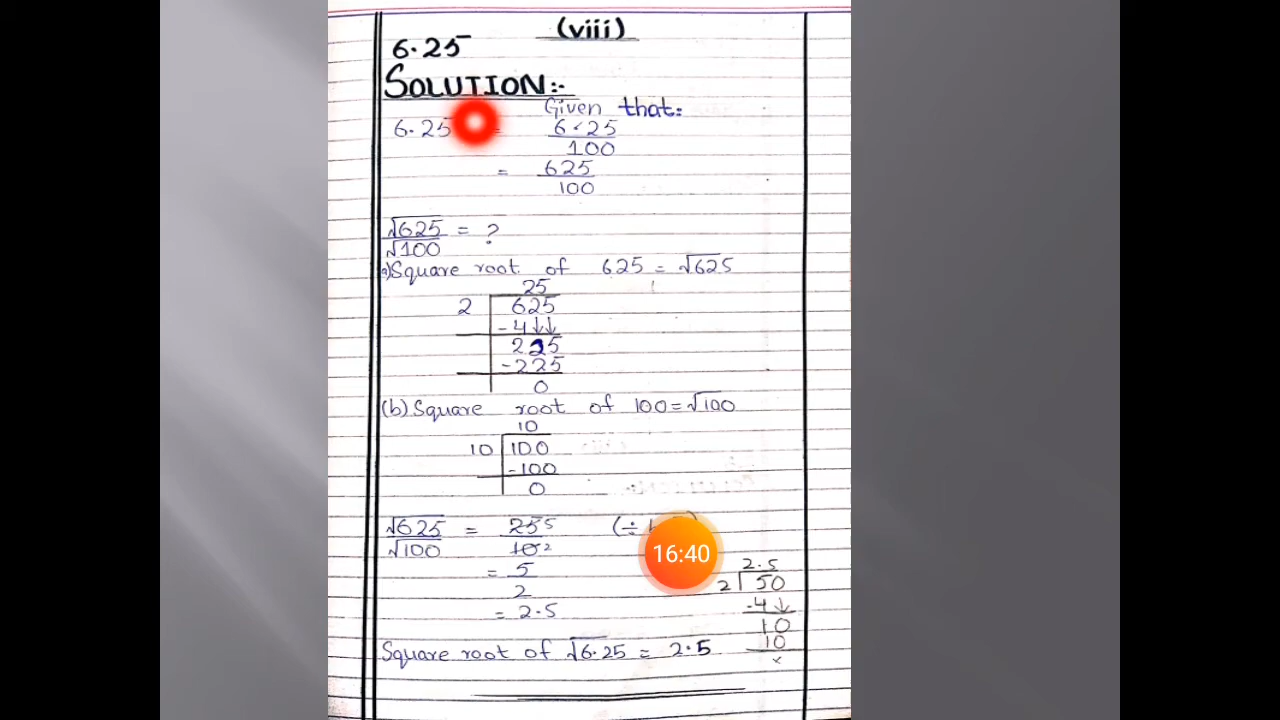 (viii)
6.25
SOLUTION:-
Given that:
6.25 = 6.25
100
= 625
100
√625 = ?
√100
a)Square root of 625 = √625
25
2 625
-4↓↓
225
-225
0
(b) Square root of 100 = √100
10
10 100
-100
0
√625 = 25 5 (÷
√100 10 2
16:40
= 5
2
= 2.5
2.5
2 50
-4↓
10
10
×
Square root of √6.25 = 2.5